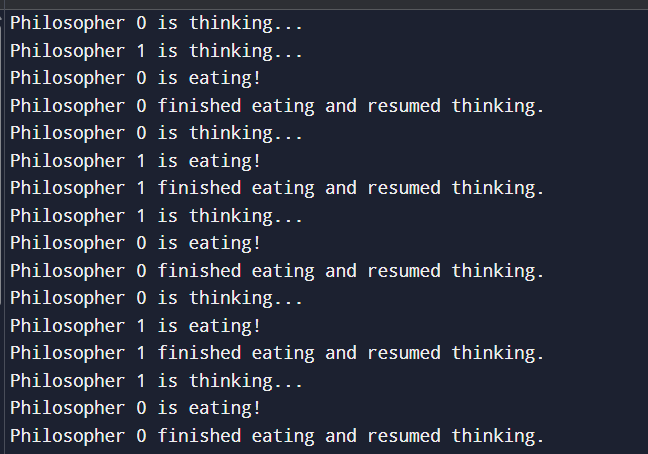 Philosopher 0 is thinking...
Philosopher 1 is thinking...
Philosopher 0 is eating!
Philosopher 0 finished eating and resumed thinking.
Philosopher 0 is thinking...
Philosopher 1 is eating!
Philosopher 1 finished eating and resumed thinking.
Philosopher 1 is thinking...
Philosopher 0 is eating!
Philosopher 0 finished eating and resumed thinking.
Philosopher 0 is thinking...
Philosopher 1 is eating!
Philosopher 1 finished eating and resumed thinking.
Philosopher 1 is thinking...
Philosopher 0 is eating!
Philosopher 0 finished eating and resumed thinking.